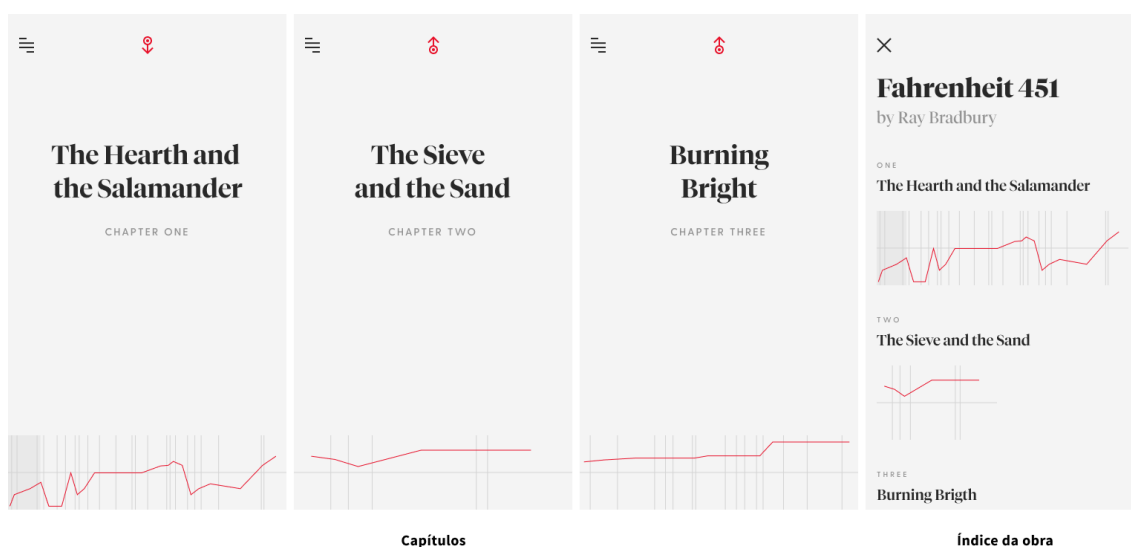 The Hearth and
the Salamander
CHAPTER ONE
The Sieve
and the Sand
CHAPTER TWO
Burning
Bright
CHAPTER THREE
Fahrenheit 451
by Ray Bradbury
ONE
The Hearth and the Salamander
TWO
The Sieve and the Sand
THREE
Burning Brigth
Capítulos
Índice da obra